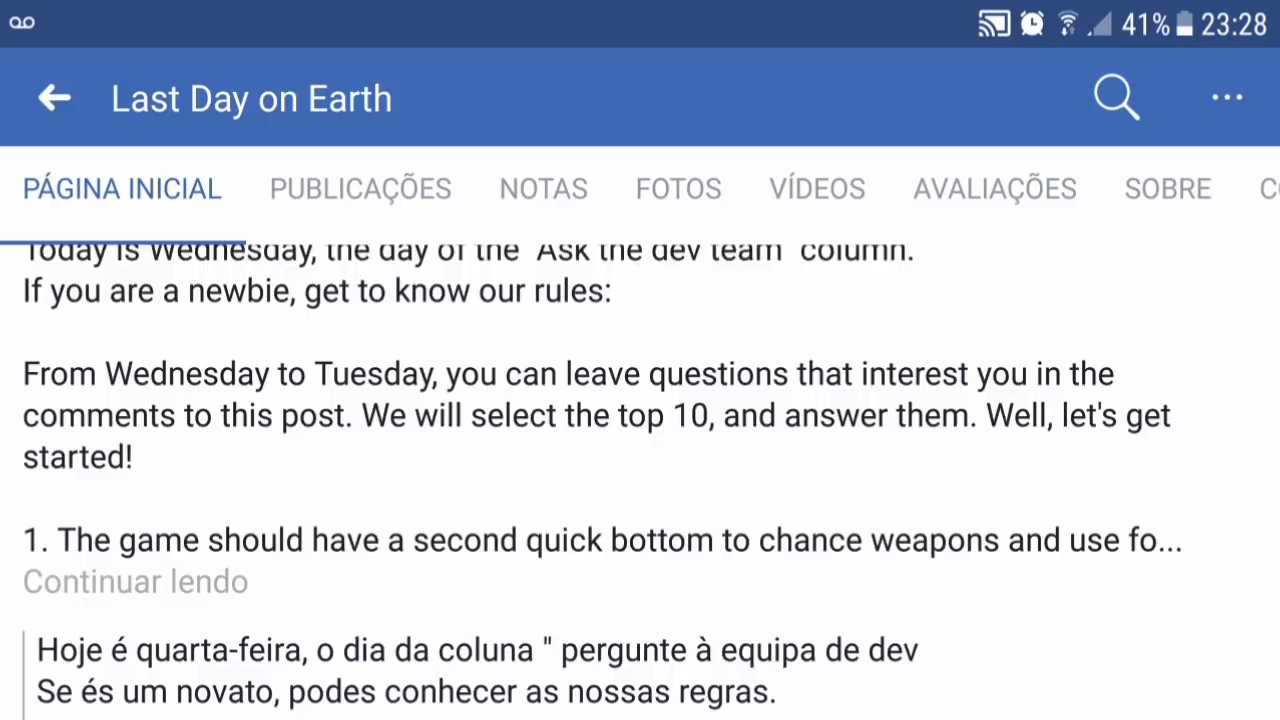 41% 23:28
Last Day on Earth
PÁGINA INICIAL PUBLICAÇÕES NOTAS FOTOS VÍDEOS AVALIAÇÕES SOBRE
Today is Wednesday, the day of the "Ask the dev team" column.
If you are a newbie, get to know our rules:
From Wednesday to Tuesday, you can leave questions that interest you in the
comments to this post. We will select the top 10, and answer them. Well, let's get
started!
1. The game should have a second quick bottom to chance weapons and use fo...
Continuar lendo
Hoje é quarta-feira, o dia da coluna " pergunte à equipa de dev
Se és um novato, podes conhecer as nossas regras.